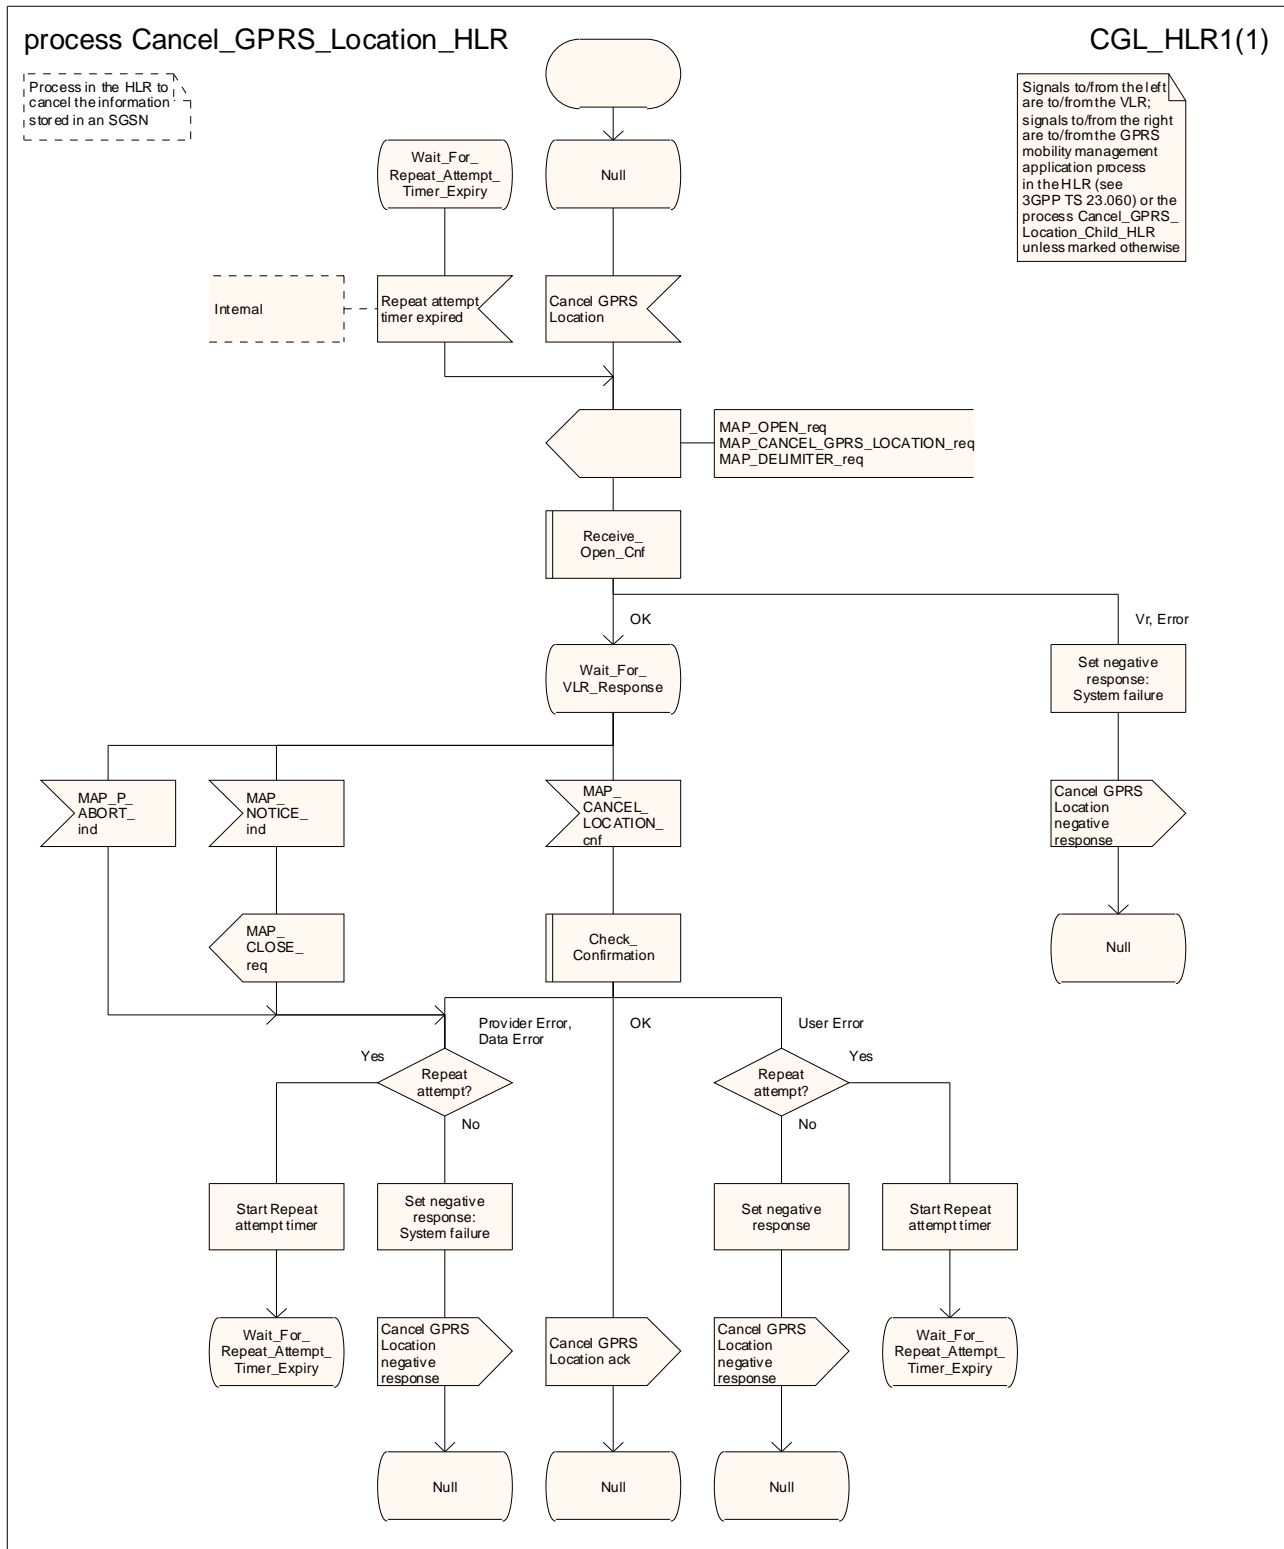 process Cancel_GPRS_Location_HLR
CGL_HLR1(1)
Process in the HLR to
cancel the information
stored in an SGSN
Signals to/from the left
are to/from the VLR;
signals to/from the right
are to/from the GPRS
mobility management
application process
in the HLR (see
3GPP TS 23.060) or the
process Cancel_GPRS_
Location_Child_HLR
unless marked otherwise
Wait_For_
Repeat_Attempt_
Timer_Expiry
Null
Internal
Repeat attempt
timer expired
Cancel GPRS
Location
MAP_OPEN_req
MAP_CANCEL_GPRS_LOCATION_req
MAP_DELIMITER_req
Receive_
Open_Cnf
OK
Vr, Error
Wait_For_
VLR_Response
Set negative
response:
System failure
MAP_P_
ABORT_
ind
MAP_
NOTICE_
ind
MAP_
CANCEL_
LOCATION_
cnf
Cancel GPRS
Location
negative
response
MAP_
CLOSE_
req
Check_
Confirmation
Null
Provider Error,
Data Error
OK
User Error
Yes
Repeat
attempt?
No
Yes
Repeat
attempt?
No
Start Repeat
attempt timer
Set negative
response:
System failure
Set negative
response
Start Repeat
attempt timer
Wait_For_
Repeat_Attempt_
Timer_Expiry
Cancel GPRS
Location
negative
response
Cancel GPRS
Location ack
Cancel GPRS
Location
negative
response
Wait_For_
Repeat_Attempt_
Timer_Expiry
Null
Null
Null